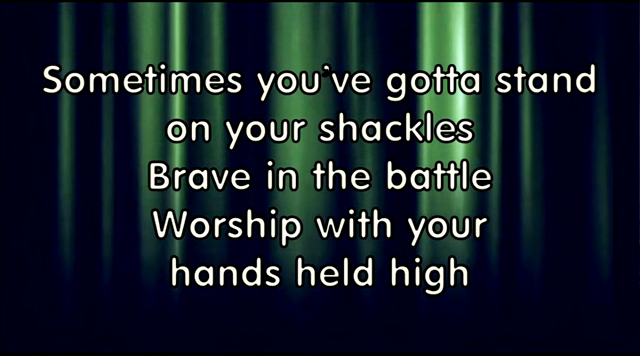 Sometimes you've gotta stand
on your shackles
Brave in the battle
Worship with your
hands held high